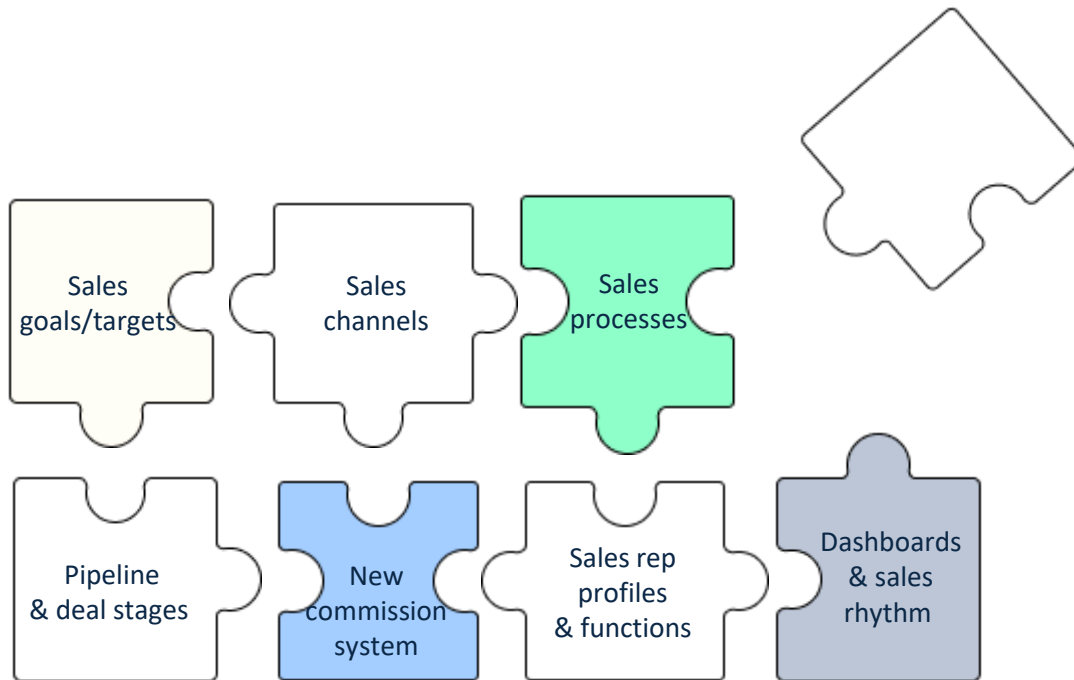 Sales
goals/targets
Sales
channels
Sales
processes
Pipeline
& deal stages
New
commission
system
Sales rep
profiles
& functions
Dashboards
& sales
rhythm